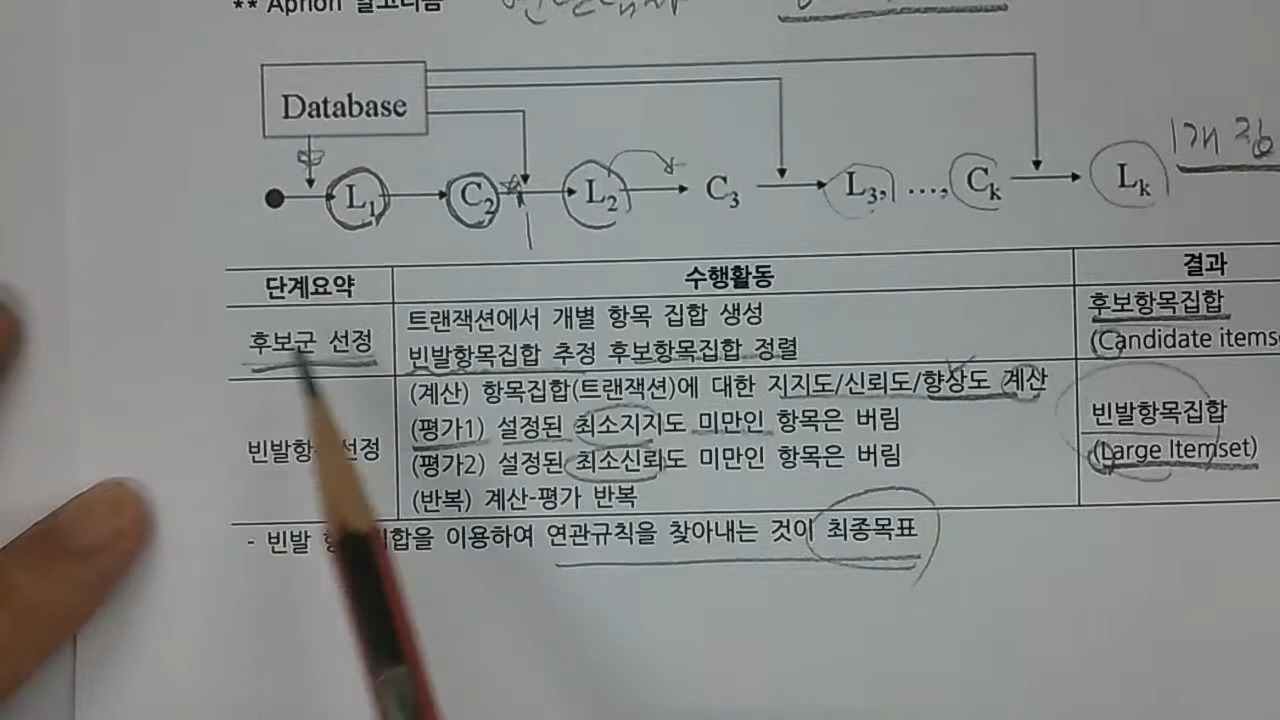 ** Apriori 알고리즘
Database
1개 장
L1 C2 L2 C3 L3, ..., Ck Lk
단계요약 수행활동 결과
후보군 선정 트랜잭션에서 개별 항목 집합 생성 후보항목집합
빈발항목집합 추정 후보항목집합 정렬 (Candidate items
(계산) 항목집합(트랜잭션)에 대한 지지도/신뢰도/향상도 계산
(평가1) 설정된 최소지지도 미만인 항목은 버림 빈발항목집합
빈발항 선정 (평가2) 설정된 최소신뢰도 미만인 항목은 버림 (Large Itemset)
(반복) 계산-평가 반복
- 빈발 집합을 이용하여 연관규칙을 찾아내는 것이 최종목표